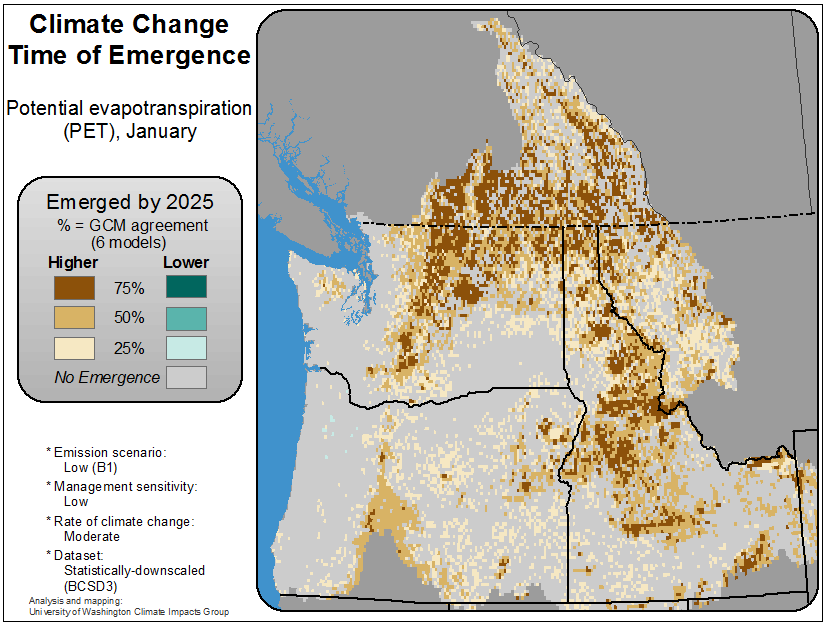 Climate Change
Time of Emergence
Potential evapotranspiration
(PET), January
Emerged by 2025
% = GCM agreement
(6 models)
Higher Lower
75%
50%
25%
No Emergence
* Emission scenario:
Low (B1)
* Management sensitivity:
Low
* Rate of climate change:
Moderate
* Dataset:
Statistically-downscaled
(BCSD3)
Analysis and mapping:
University of Washington Climate Impacts Group